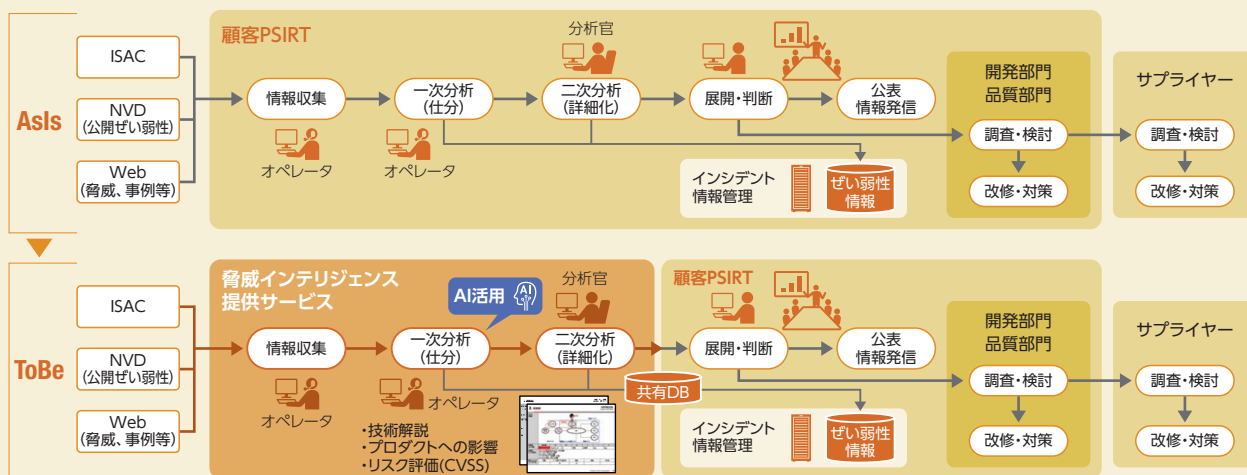 AsIs
ISAC
NVD
(公開ぜい弱性)
Web
(脅威、事例等)
顧客PSIRT
情報収集
オペレータ
一次分析
(仕分)
オペレータ
分析官
二次分析
(詳細化)
展開・判断
公表
情報発信
インシデント
情報管理
ぜい弱性
情報
開発部門
品質部門
調査・検討
改修・対策
サプライヤー
調査・検討
改修・対策
ToBe
ISAC
NVD
(公開ぜい弱性)
Web
(脅威、事例等)
脅威インテリジェンス
提供サービス
情報収集
オペレータ
AI活用
AI
一次分析
(仕分)
オペレータ
・技術解説
・プロダクトへの影響
・リスク評価(CVSS)
分析官
二次分析
(詳細化)
共有DB
顧客PSIRT
展開・判断
公表
情報発信
インシデント
情報管理
ぜい弱性
情報
開発部門
品質部門
調査・検討
改修・対策
サプライヤー
調査・検討
改修・対策